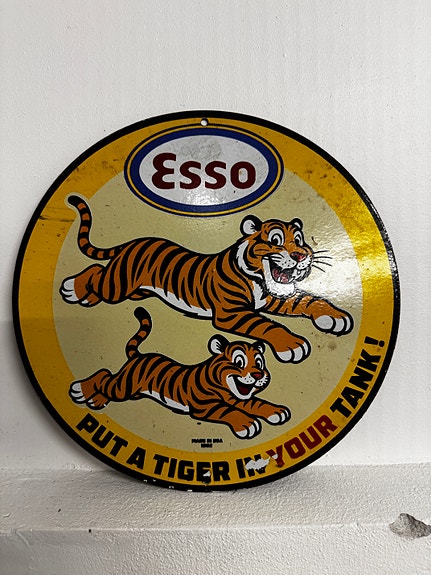 Esso
PUT A TIGER IN YOUR TANK!
MADE IN USA